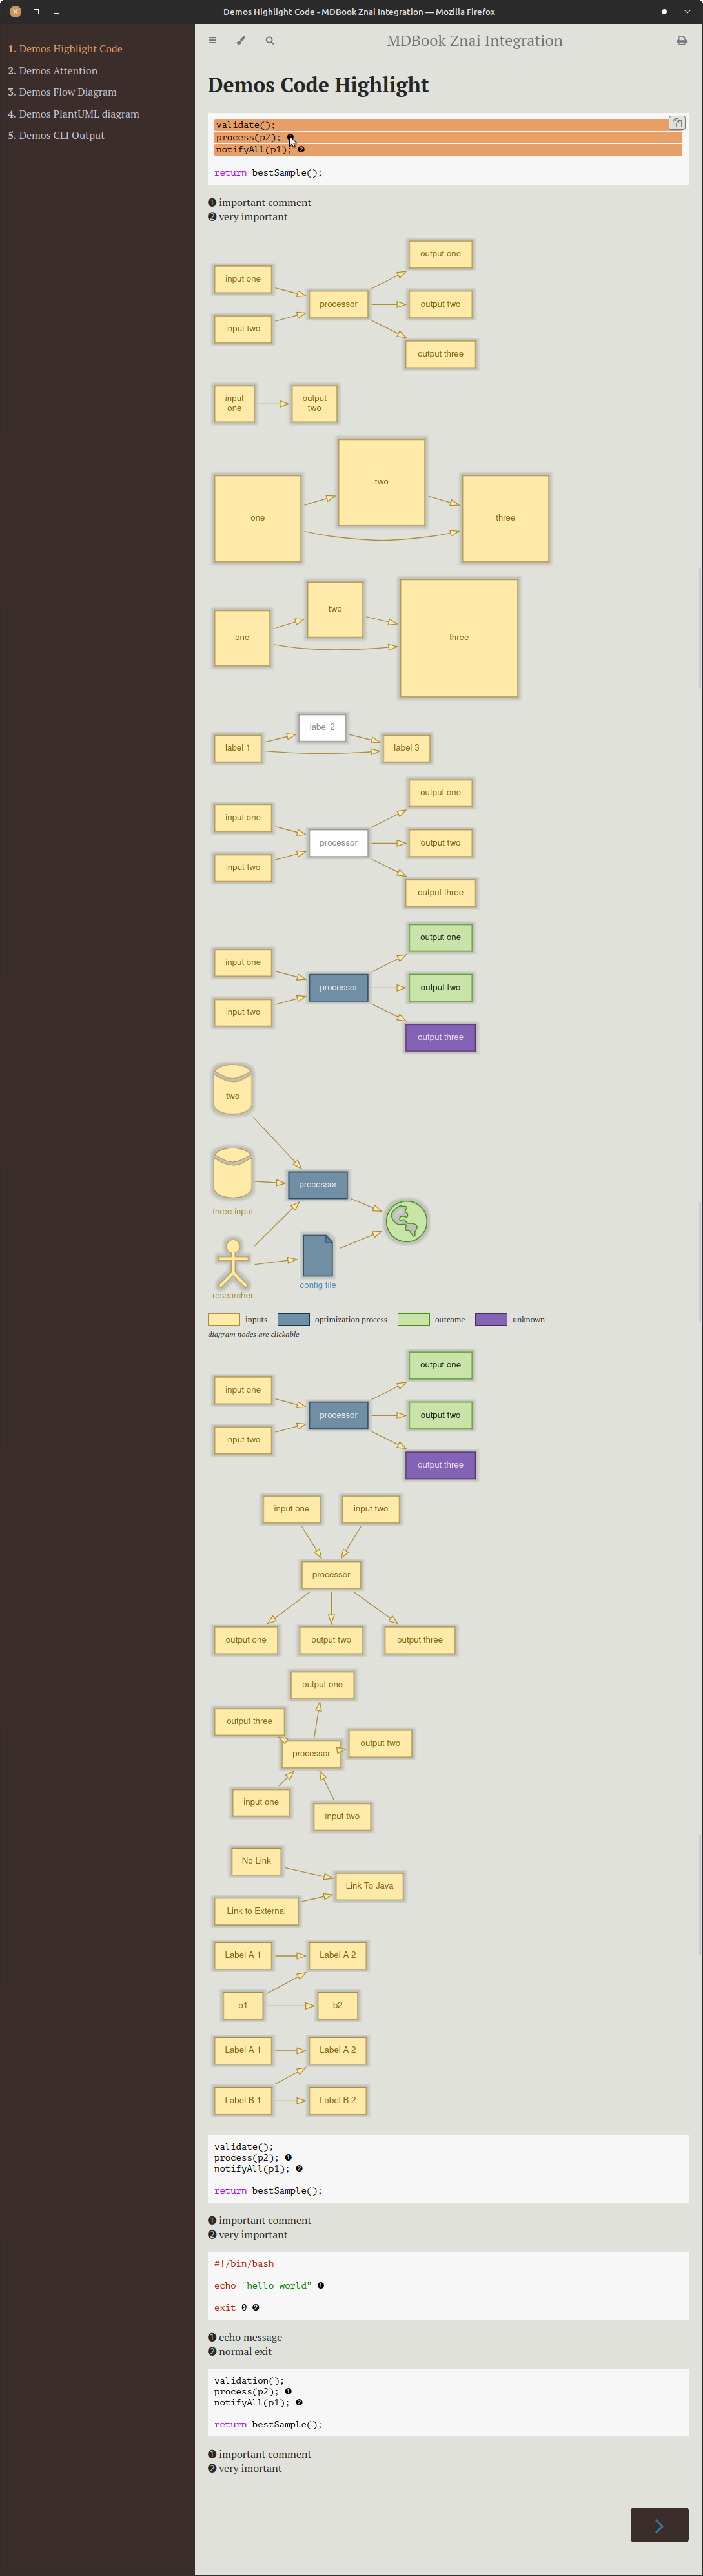 Demos Highlight Code - MDBook Znai Integration — Mozilla Firefox
1. Demos Highlight Code
2. Demos Attention
3. Demos Flow Diagram
4. Demos PlantUML diagram
5. Demos CLI Output
MDBook Znai Integration
Demos Code Highlight
validate();
process(p2); ❶
notifyAll(p1); ❷
return bestSample();
❶ important comment
❷ very important
output one
input one
processor
output two
input two
output three
input
one
output
two
two
one
three
two
one
three
label 2
label 1
label 3
output one
input one
processor
output two
input two
output three
output one
input one
processor
output two
input two
output three
two
processor
three input
config file
researcher
inputs
optimization process
outcome
unknown
diagram nodes are clickable
output one
input one
processor
output two
input two
output three
input one
input two
processor
output one
output two
output three
output one
output three
output two
processor
input one
input two
No Link
Link To Java
Link to External
Label A 1
Label A 2
b1
b2
Label A 1
Label A 2
Label B 1
Label B 2
validate();
process(p2); ❶
notifyAll(p1); ❷
return bestSample();
❶ important comment
❷ very important
#!/bin/bash
echo "hello world" ❶
exit 0 ❷
❶ echo message
❷ normal exit
validation();
process(p2); ❶
notifyAll(p1); ❷
return bestSample();
❶ important comment
❷ very imortant